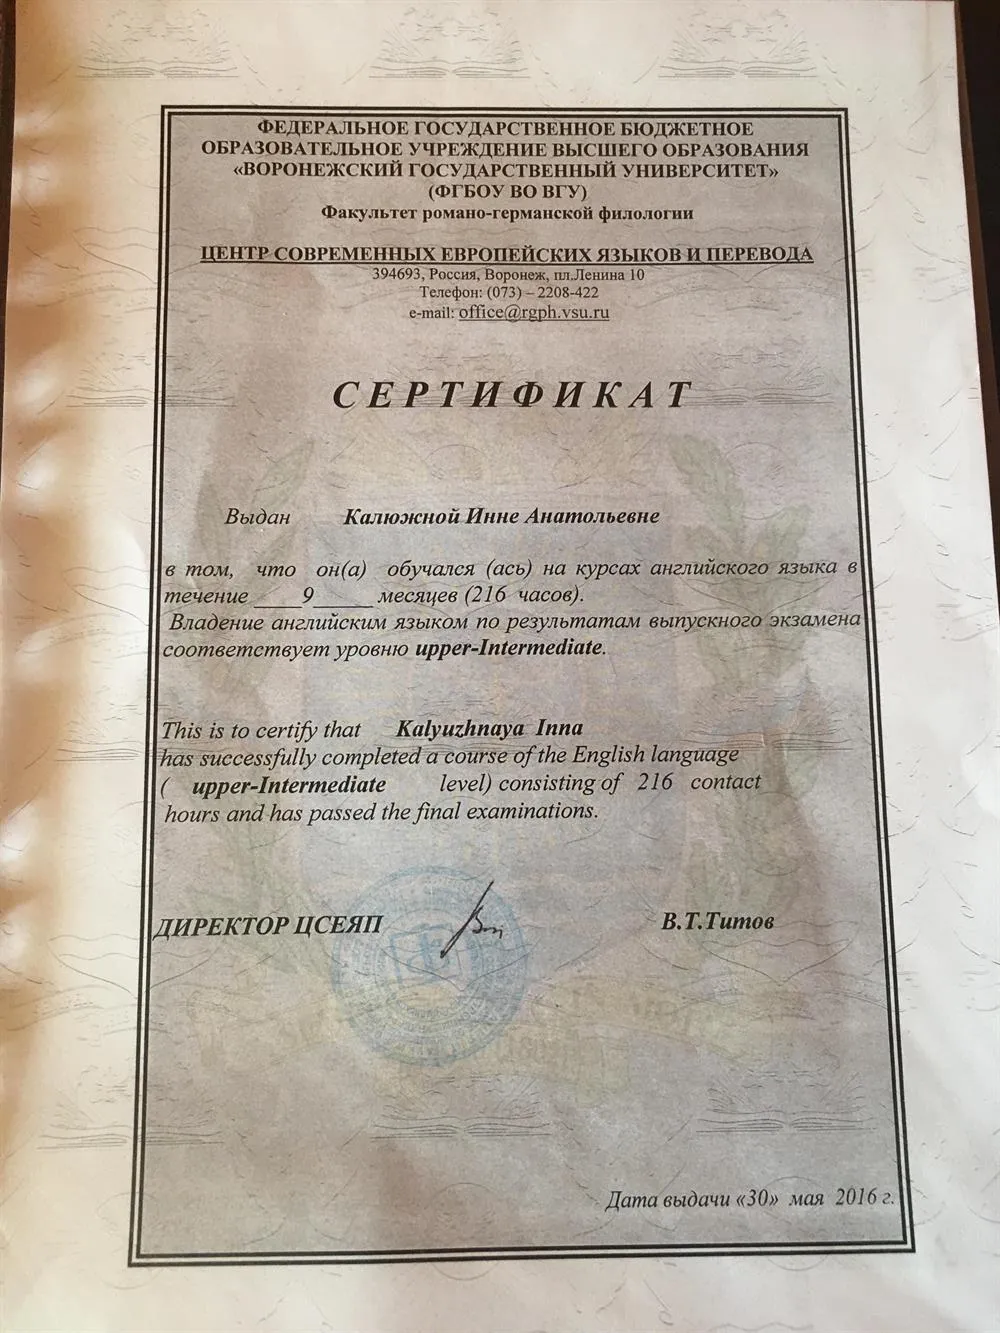 ФЕДЕРАЛЬНОЕ ГОСУДАРСТВЕННОЕ БЮДЖЕТНОЕ
ОБРАЗОВАТЕЛЬНОЕ УЧРЕЖДЕНИЕ ВЫСШЕГО ОБРАЗОВАНИЯ
«ВОРОНЕЖСКИЙ ГОСУДАРСТВЕННЫЙ УНИВЕРСИТЕТ»
(ФГБОУ ВО ВГУ)
Факультет романо-германской филологии
ЦЕНТР СОВРЕМЕННЫХ ЕВРОПЕЙСКИХ ЯЗЫКОВ И ПЕРЕВОДА
394693, Россия, Воронеж, пл.Ленина 10
Телефон: (073) – 2208-422
e-mail: office@rgph.vsu.ru
СЕРТИФИКАТ
Выдан Калюжной Инне Анатольевне
в том, что он(а) обучался (ась) на курсах английского языка в
течение ____9_____ месяцев (216 часов).
Владение английским языком по результатам выпускного экзамена
соответствует уровню upper-Intermediate.
This is to certify that Kalyuzhnaya Inna
has successfully completed a course of the English language
( upper-Intermediate level) consisting of 216 contact
hours and has passed the final examinations.
ДИРЕКТОР ЦСЕЯП В.Т.Титов
Дата выдачи «30» мая 2016 г.